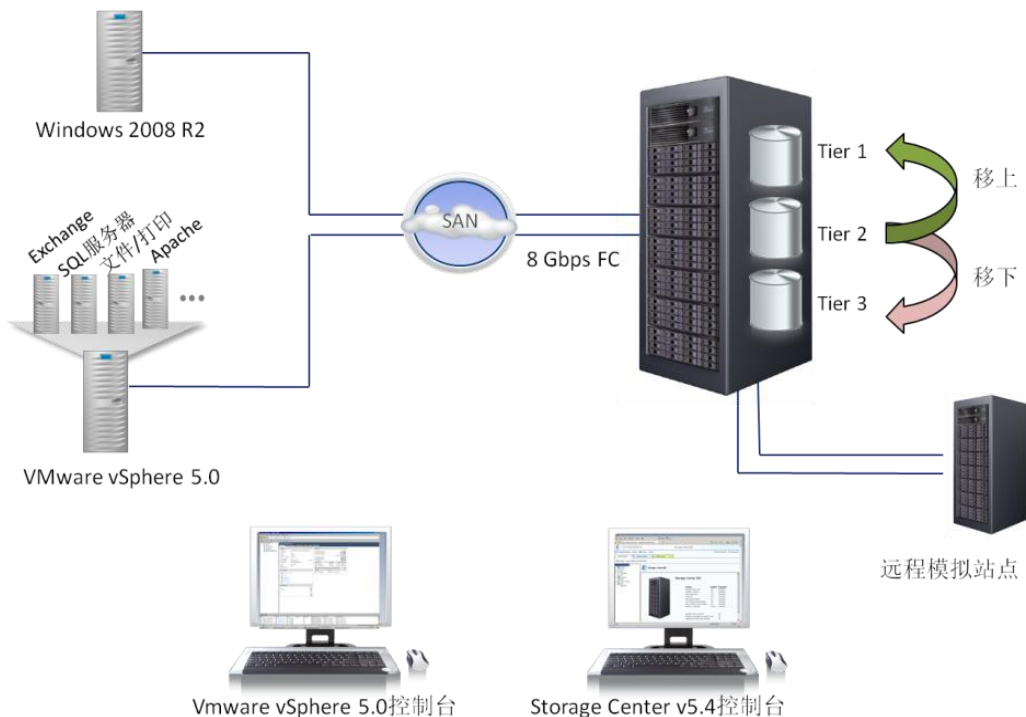 Windows 2008 R2
Exchange
SQL服务器
文件/打印
Apache
VMware vSphere 5.0
SAN
8 Gbps FC
Tier 1
Tier 2
Tier 3
移上
移下
远程模拟站点
Vmware vSphere 5.0控制台
Storage Center v5.4控制台